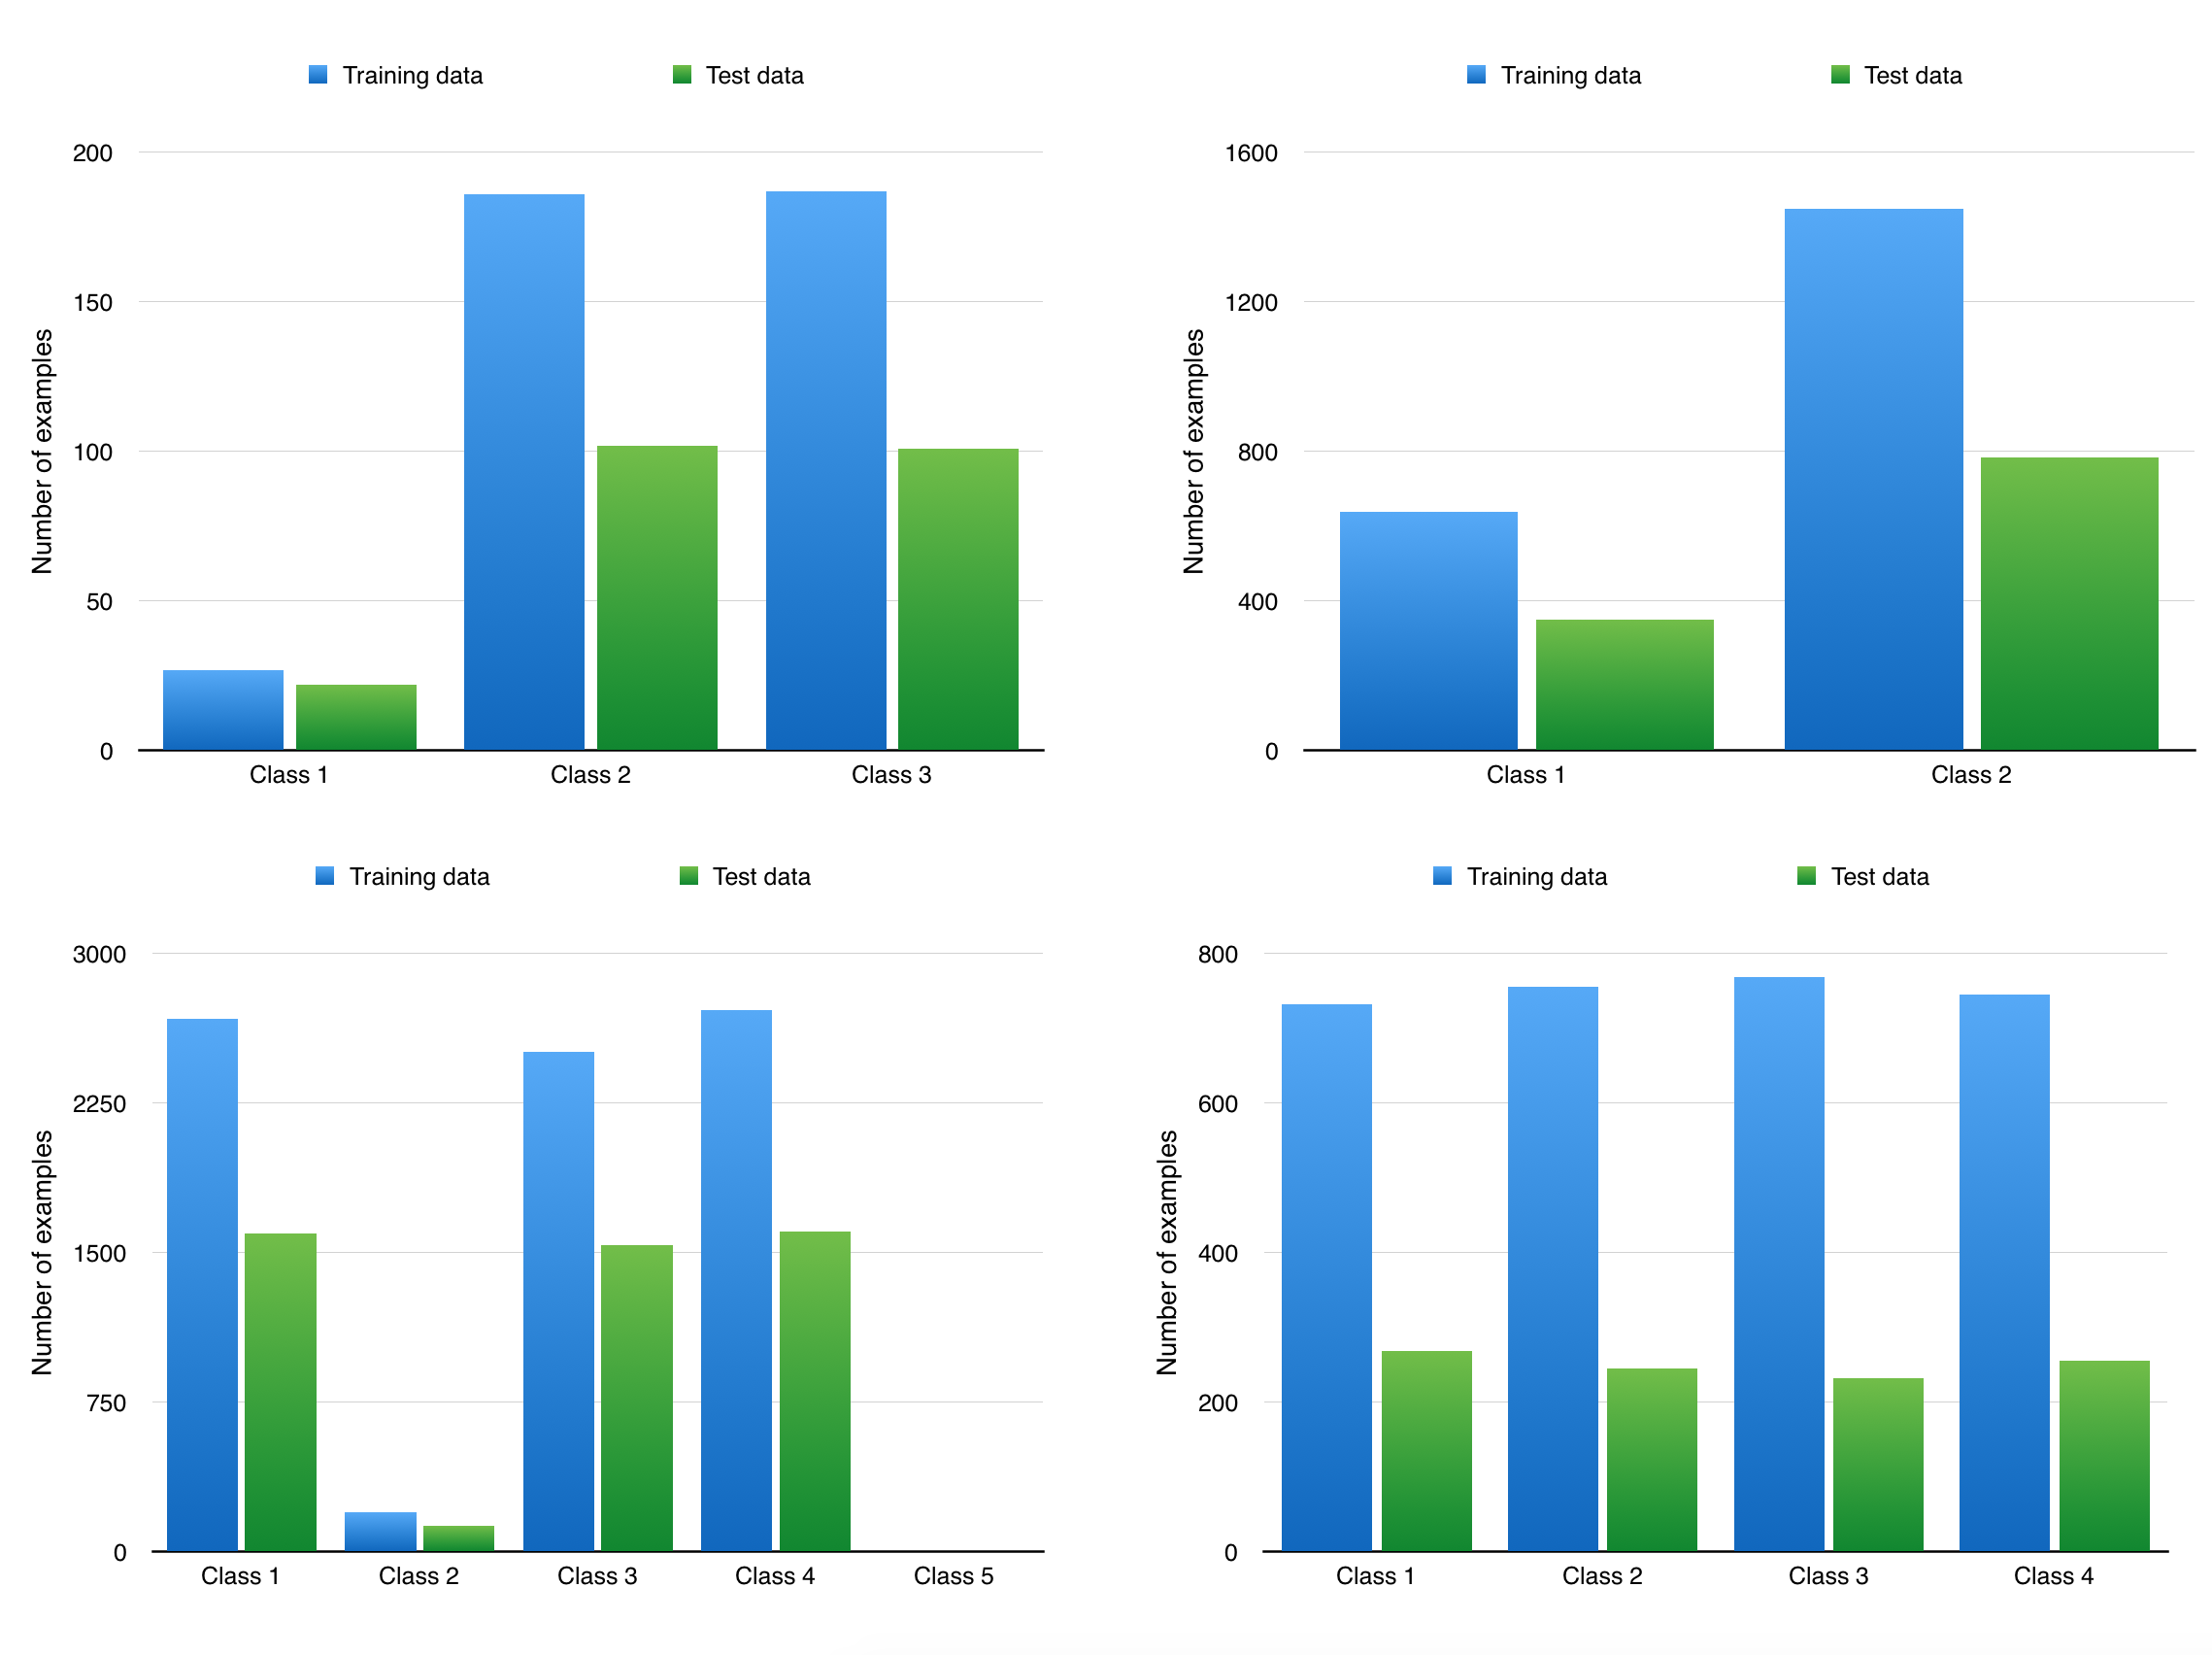 Training data
Test data
200
150
100
50
0
Number of examples
Class 1
Class 2
Class 3
Training data
Test data
1600
1200
800
400
0
Number of examples
Class 1
Class 2
Training data
Test data
3000
2250
1500
750
0
Number of examples
Class 1
Class 2
Class 3
Class 4
Class 5
Training data
Test data
800
600
400
200
0
Number of examples
Class 1
Class 2
Class 3
Class 4